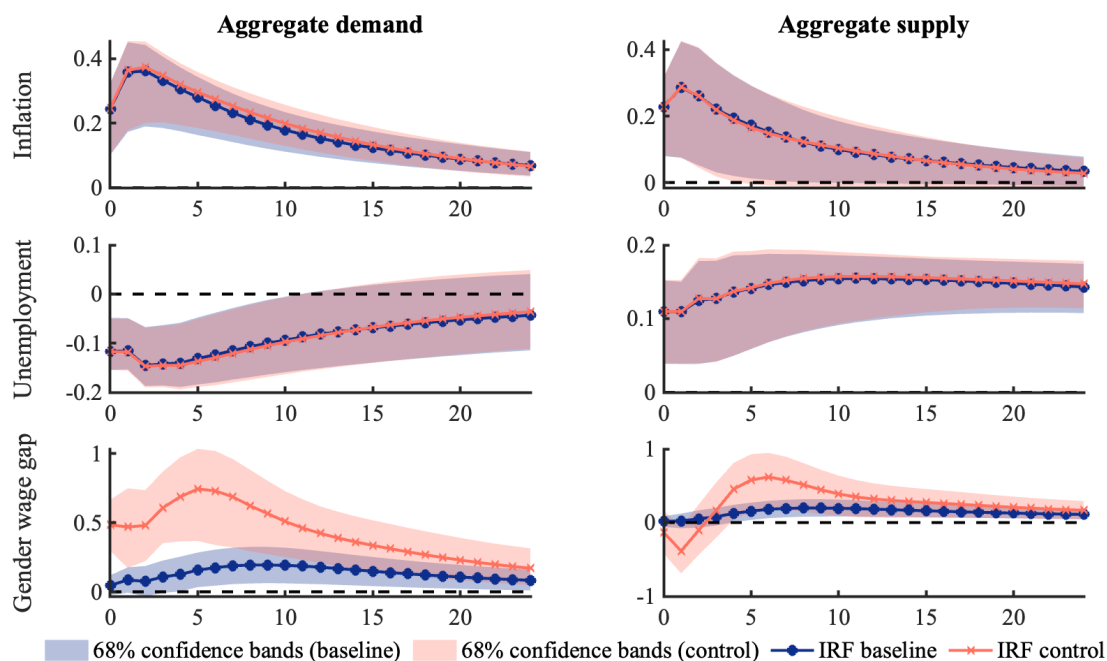 Aggregate demand
Aggregate supply
Inflation
0.4
0.2
0
0 5 10 15 20
0.4
0.2
0
0 5 10 15 20
Unemployment
0.1
0
-0.1
-0.2
0 5 10 15 20
0.2
0.1
0
0 5 10 15 20
Gender wage gap
1
0.5
0
0 5 10 15 20
1
0
-1
0 5 10 15 20
68% confidence bands (baseline) 68% confidence bands (control) IRF baseline IRF control